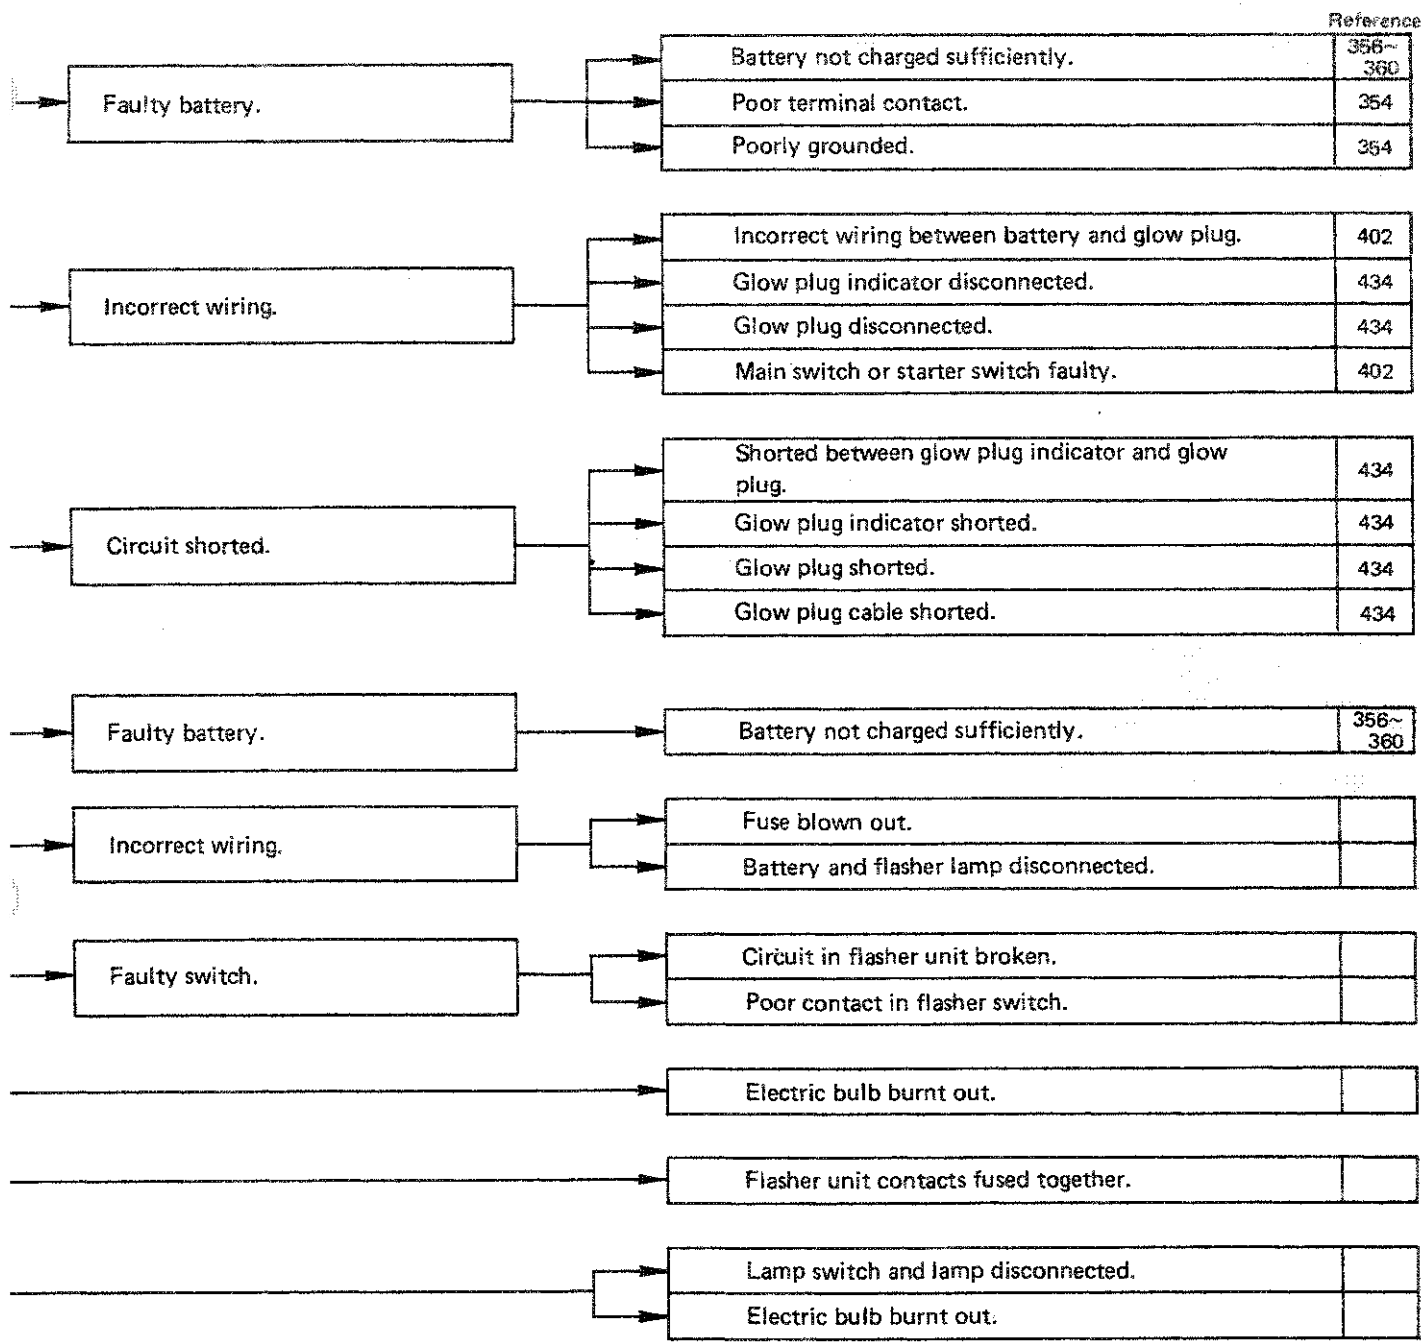 Reference
Faulty battery.
Battery not charged sufficiently.
356~
360
Poor terminal contact.
354
Poorly grounded.
354
Incorrect wiring.
Incorrect wiring between battery and glow plug.
402
Glow plug indicator disconnected.
434
Glow plug disconnected.
434
Main switch or starter switch faulty.
402
Circuit shorted.
Shorted between glow plug indicator and glow
plug.
434
Glow plug indicator shorted.
434
Glow plug shorted.
434
Glow plug cable shorted.
434
Faulty battery.
Battery not charged sufficiently.
356~
360
Incorrect wiring.
Fuse blown out.
Battery and flasher lamp disconnected.
Faulty switch.
Circuit in flasher unit broken.
Poor contact in flasher switch.
Electric bulb burnt out.
Flasher unit contacts fused together.
Lamp switch and lamp disconnected.
Electric bulb burnt out.